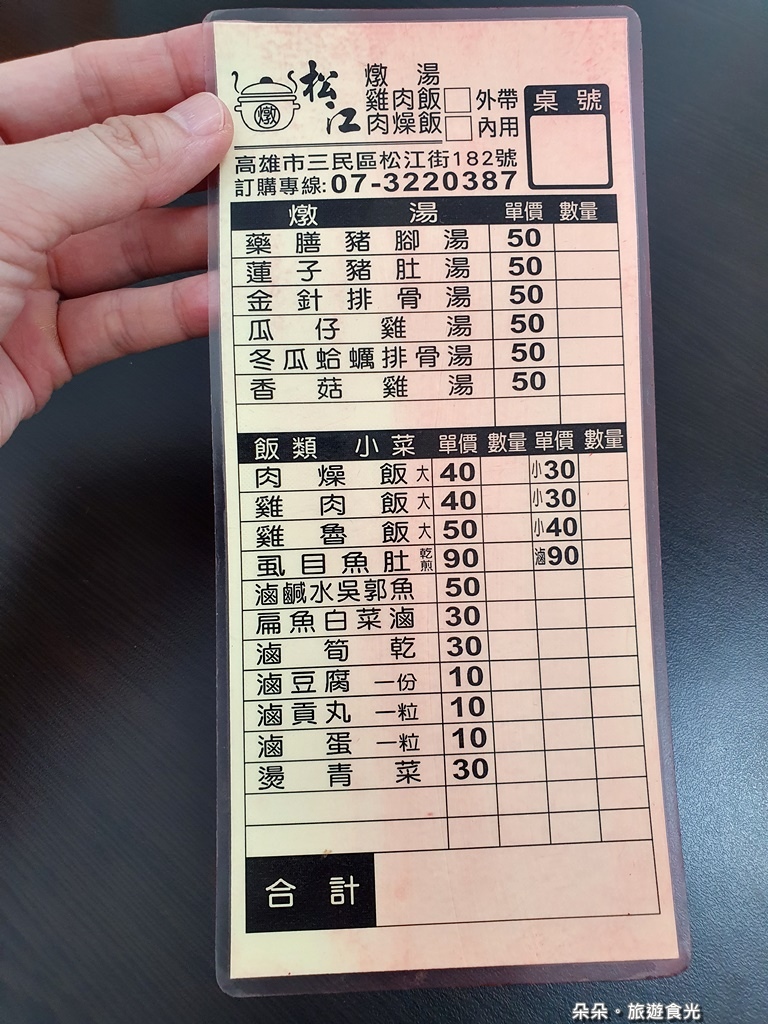 燉
松江
燉湯
雞肉飯 外帶
肉燥飯 內用
桌號
高雄市三民區松江街182號
訂購專線:07-3220387
燉湯 單價 數量
藥膳豬腳湯 50
蓮子豬肚湯 50
金針排骨湯 50
瓜仔雞湯 50
冬瓜蛤蠣排骨湯 50
香菇雞湯 50
飯類 小菜 單價 數量 單價 數量
肉燥飯 大 40 小 30
雞肉飯 大 40 小 30
雞魯飯 大 50 小 40
虱目魚肚 乾煎 90 滷 90
滷鹹水吳郭魚 50
扁魚白菜滷 30
滷筍乾 30
滷豆腐 一份 10
滷貢丸 一粒 10
滷蛋 一粒 10
燙青菜 30
合計
朵朵・旅遊食光